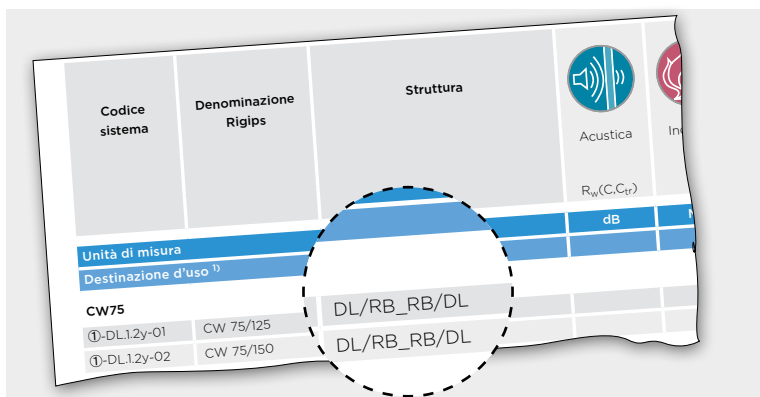 Codice
sistema
Denominazione
Rigips
Struttura
Acustica
Rw(C,Ctr)
dB
Unità di misura
Destinazione d'uso 1)
CW75
①-DL.1.2y-01 CW 75/125 DL/RB_RB/DL
①-DL.1.2y-02 CW 75/150 DL/RB_RB/DL